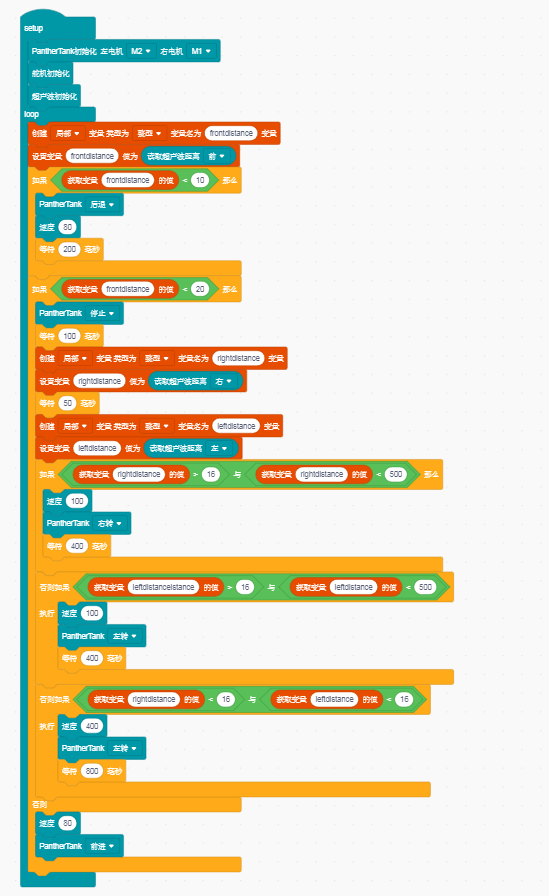 setup
PantherTank初始化 左电机 M2 右电机 M1
舵机初始化
超声波初始化
loop
创建 局部 变量 类型为 整型 变量名为 frontdistance 变量
设置变量 frontdistance 值为 读取超声波距离 前
如果 获取变量 frontdistance 的值 < 10 那么
PantherTank 后退
速度 80
等待 200 毫秒
如果 获取变量 frontdistance 的值 < 20 那么
PantherTank 停止
等待 100 毫秒
创建 局部 变量 类型为 整型 变量名为 rightdistance 变量
设置变量 rightdistance 值为 读取超声波距离 右
等待 50 毫秒
创建 局部 变量 类型为 整型 变量名为 leftdistance 变量
设置变量 leftdistance 值为 读取超声波距离 左
如果 获取变量 rightdistance 的值 > 16 与 获取变量 rightdistance 的值 < 500 那么
速度 100
PantherTank 右转
等待 400 毫秒
否则如果 获取变量 leftdistanceistance 的值 > 16 与 获取变量 leftdistance 的值 < 500
执行 速度 100
PantherTank 左转
等待 400 毫秒
否则如果 获取变量 rightdistance 的值 < 16 与 获取变量 leftdistance 的值 < 16
执行 速度 400
PantherTank 左转
等待 800 毫秒
否则
速度 80
PantherTank 前进